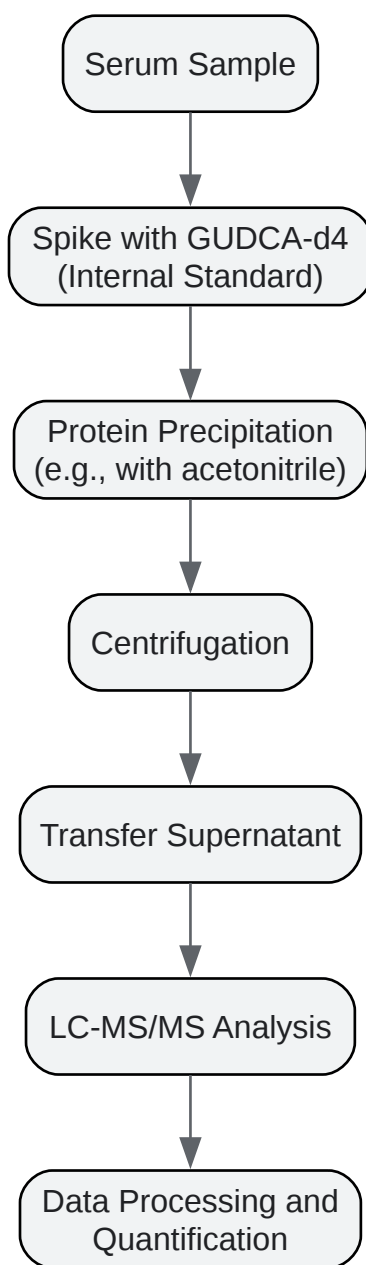 Serum Sample
Spike with GUDCA-d4
(Internal Standard)
Protein Precipitation
(e.g., with acetonitrile)
Centrifugation
Transfer Supernatant
LC-MS/MS Analysis
Data Processing and
Quantification